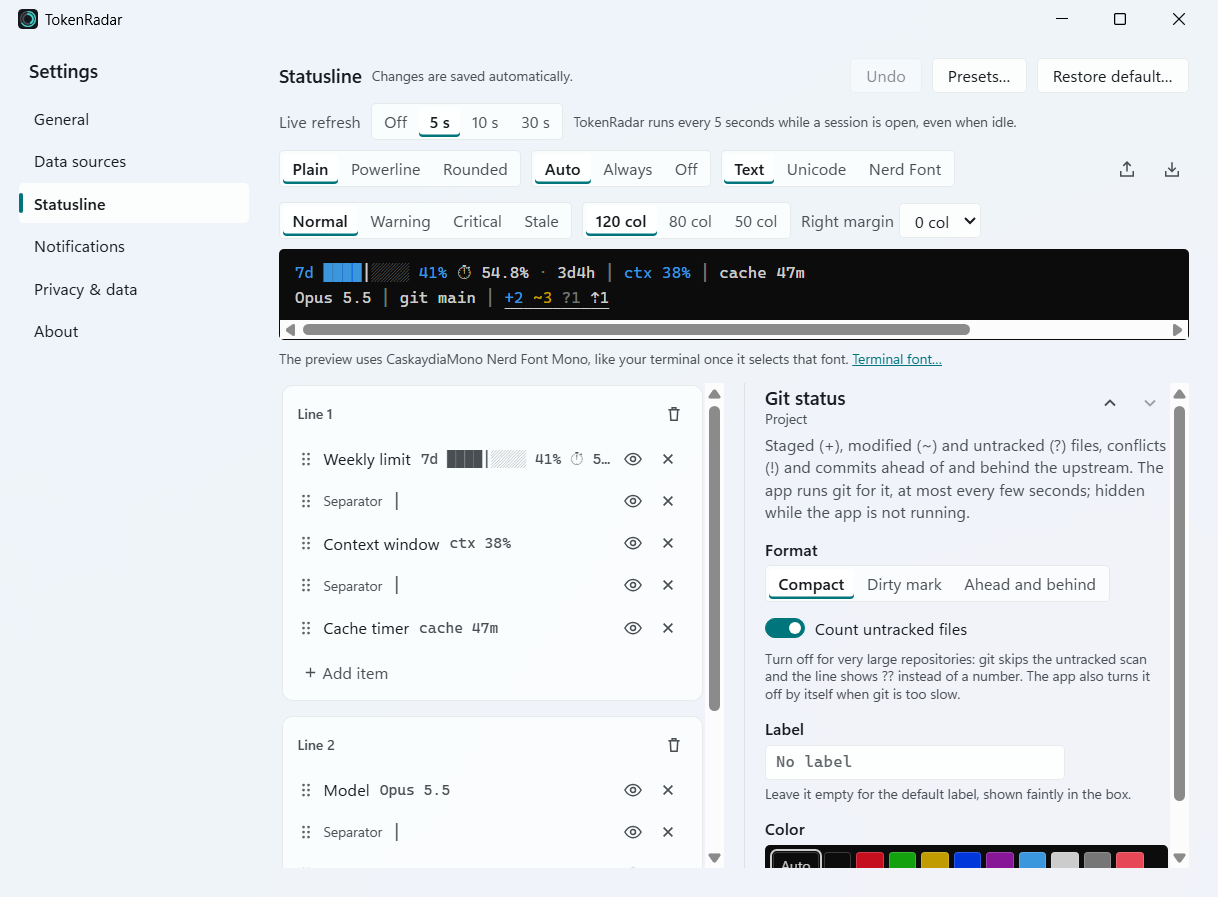 TokenRadar
Settings
General
Data sources
Statusline
Notifications
Privacy & data
About
Statusline Changes are saved automatically.
Undo Presets... Restore default...
Live refresh Off 5 s 10 s 30 s TokenRadar runs every 5 seconds while a session is open, even when idle.
Plain Powerline Rounded Auto Always Off Text Unicode Nerd Font
Normal Warning Critical Stale 120 col 80 col 50 col Right margin 0 col
7d ████│░░░░ 41% ⏱ 54.8% · 3d4h | ctx 38% | cache 47m
Opus 5.5 | git main | +2 ~3 ?1 ↑1
The preview uses CaskaydiaMono Nerd Font Mono, like your terminal once it selects that font. Terminal font...
Line 1
Weekly limit 7d ████│░░░░ 41% ⏱ 5...
Separator |
Context window ctx 38%
Separator |
Cache timer cache 47m
+ Add item
Line 2
Model Opus 5.5
Separator |
Git status
Project
Staged (+), modified (~) and untracked (?) files, conflicts
(!) and commits ahead of and behind the upstream. The
app runs git for it, at most every few seconds; hidden
while the app is not running.
Format
Compact Dirty mark Ahead and behind
Count untracked files
Turn off for very large repositories: git skips the untracked scan
and the line shows ?? instead of a number. The app also turns it
off by itself when git is too slow.
Label
No label
Leave it empty for the default label, shown faintly in the box.
Color
Auto